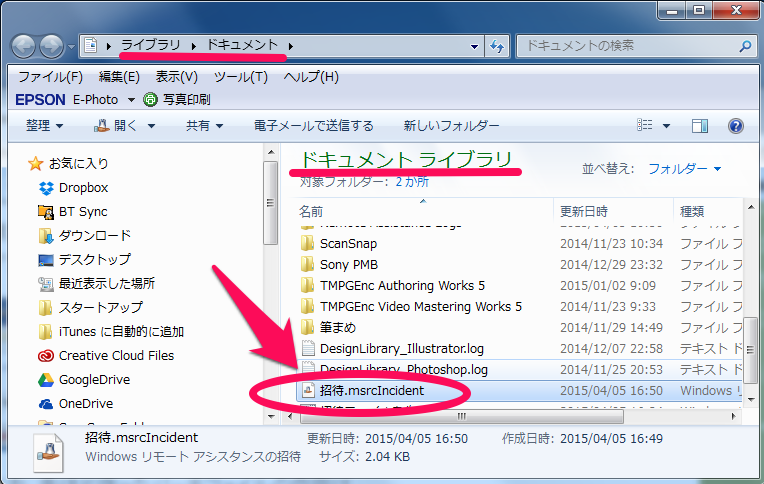 ライブラリ ドキュメント ドキュメントの検索
ファイル(F) 編集(E) 表示(V) ツール(T) ヘルプ(H)
EPSON E-Photo 写真印刷
整理 開く 共有 電子メールで送信する 新しいフォルダー
お気に入り
Dropbox
BT Sync
ダウンロード
デスクトップ
最近表示した場所
スタートアップ
iTunes に自動的に追加
Creative Cloud Files
GoogleDrive
OneDrive
ドキュメント ライブラリ
対象フォルダー: 2 か所
並べ替え: フォルダー
名前 更新日時 種類
ScanSnap 2014/11/23 10:34 ファイル フ
Sony PMB 2014/12/29 23:32 ファイル フ
TMPGEnc Authoring Works 5 2015/01/02 9:09 ファイル フ
TMPGEnc Video Mastering Works 5 2014/11/23 9:33 ファイル フ
筆まめ 2014/11/29 14:49 ファイル フ
DesignLibrary_Illustrator.log 2014/12/07 22:58 テキスト ド
DesignLibrary_Photoshop.log 2014/11/25 20:53 テキスト ド
招待.msrcIncident 2015/04/05 16:50 Windows リ
招待.msrcIncident 更新日時: 2015/04/05 16:50 作成日時: 2015/04/05 16:49
Windows リモート アシスタンスの招待 サイズ: 2.04 KB